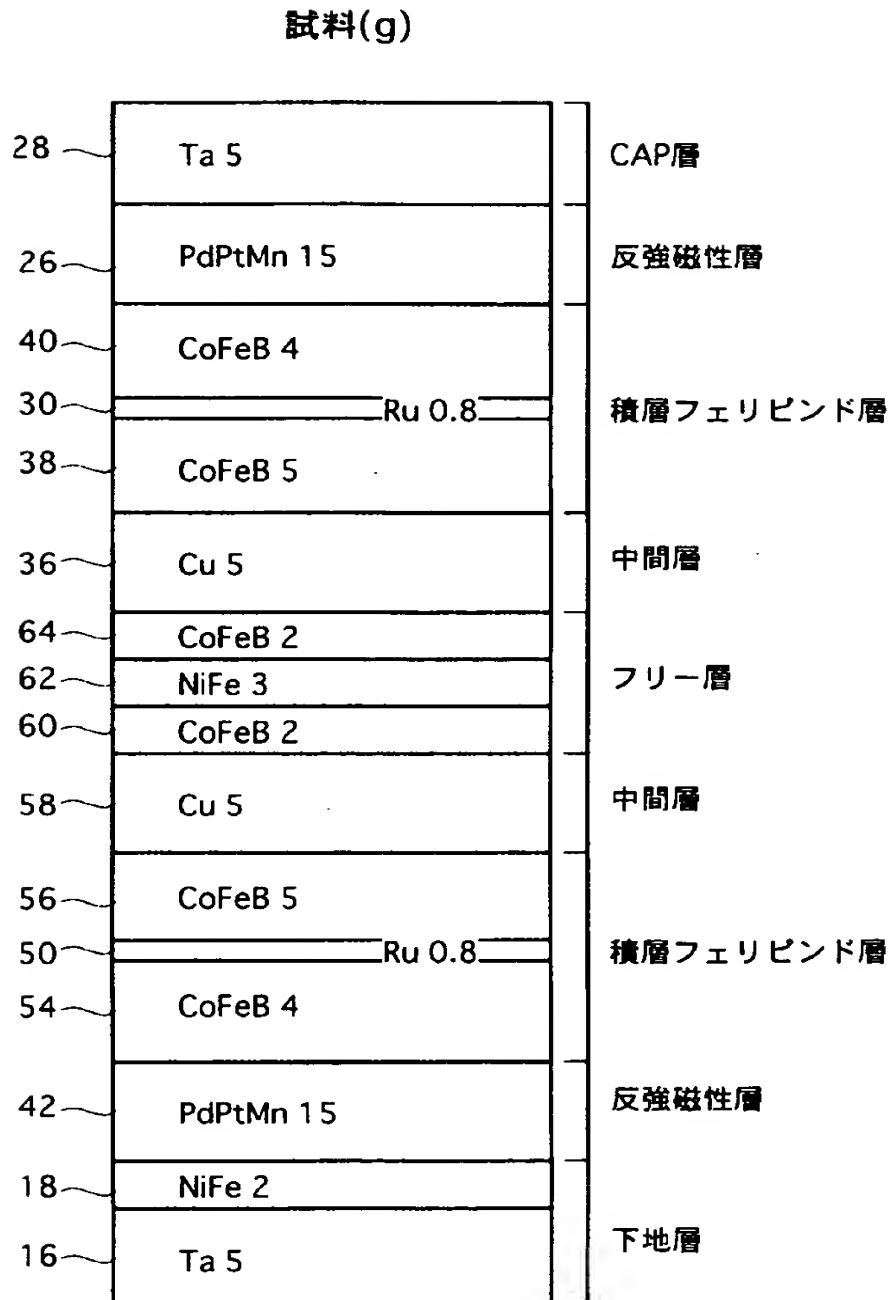 試料(g)
28 Ta 5 CAP層
26 PdPtMn 15 反強磁性層
40 CoFeB 4
30 Ru 0.8 積層フェリピンド層
38 CoFeB 5
36 Cu 5 中間層
64 CoFeB 2
62 NiFe 3 フリー層
60 CoFeB 2
58 Cu 5 中間層
56 CoFeB 5
50 Ru 0.8 積層フェリピンド層
54 CoFeB 4
42 PdPtMn 15 反強磁性層
18 NiFe 2
16 Ta 5 下地層